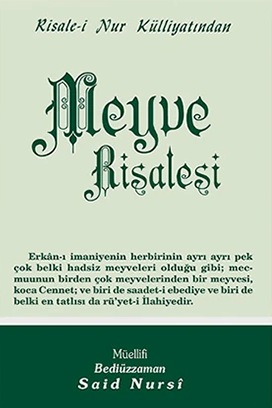 Risale-i Nur Külliyatından
Meyve
Risalesi
Erkân-ı imaniyenin herbirinin ayrı ayrı pek
çok belki hadsiz meyveleri olduğu gibi; mec-
muunun birden çok meyvelerinden bir meyvesi,
koca Cennet; ve biri de saadet-i ebediye ve biri de
belki en tatlısı da rü'yet-i İlahiyedir.
Müellifi
Bediüzzaman
Said Nursî